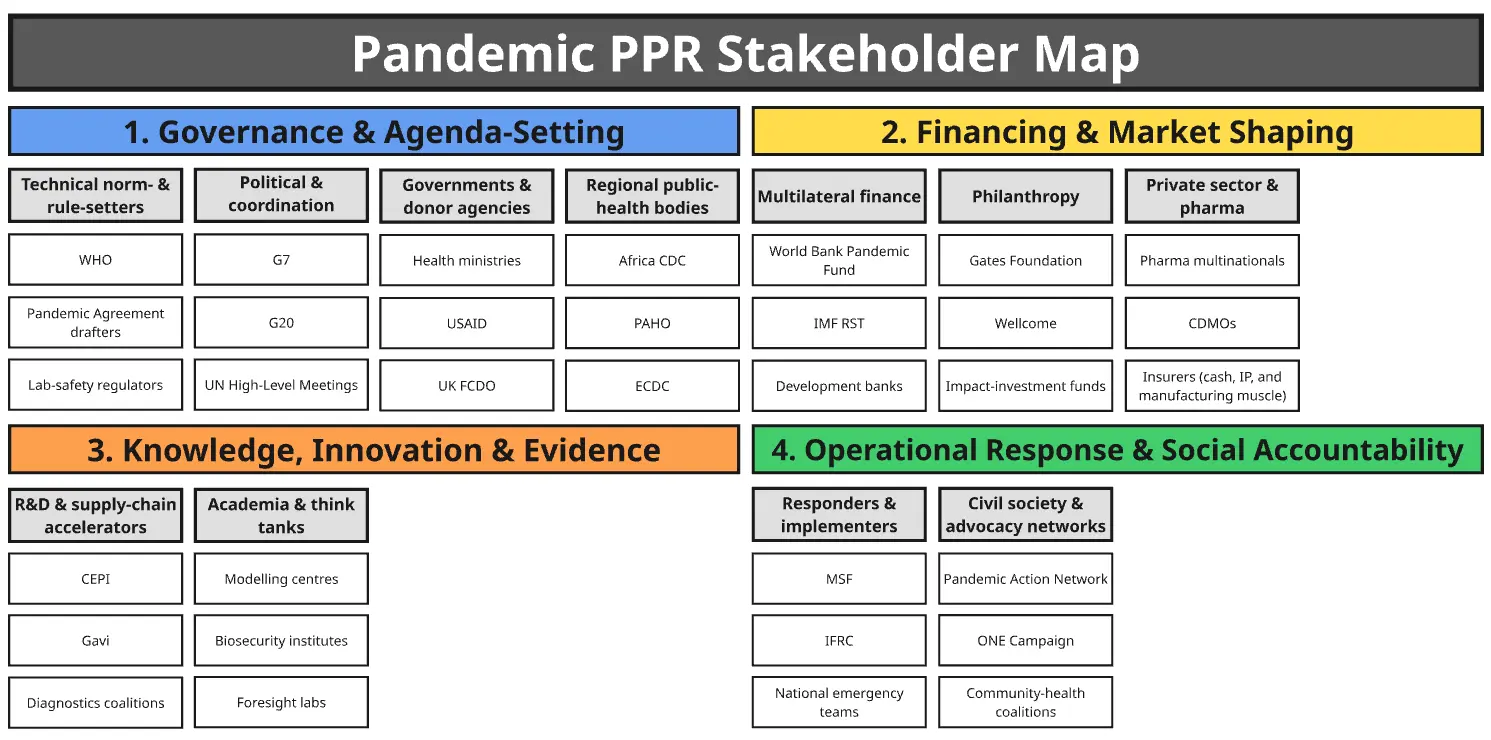 Pandemic PPR Stakeholder Map
1. Governance & Agenda-Setting
Technical norm- &
rule-setters
WHO
Pandemic Agreement
drafters
Lab-safety regulators
Political &
coordination
G7
G20
UN High-Level Meetings
Governments &
donor agencies
Health ministries
USAID
UK FCDO
Regional public-
health bodies
Africa CDC
PAHO
ECDC
2. Financing & Market Shaping
Multilateral finance
World Bank Pandemic
Fund
IMF RST
Development banks
Philanthropy
Gates Foundation
Wellcome
Impact-investment funds
Private sector &
pharma
Pharma multinationals
CDMOs
Insurers (cash, IP, and
manufacturing muscle)
3. Knowledge, Innovation & Evidence
R&D & supply-chain
accelerators
CEPI
Gavi
Diagnostics coalitions
Academia & think
tanks
Modelling centres
Biosecurity institutes
Foresight labs
4. Operational Response & Social Accountability
Responders &
implementers
MSF
IFRC
National emergency
teams
Civil society &
advocacy networks
Pandemic Action Network
ONE Campaign
Community-health
coalitions